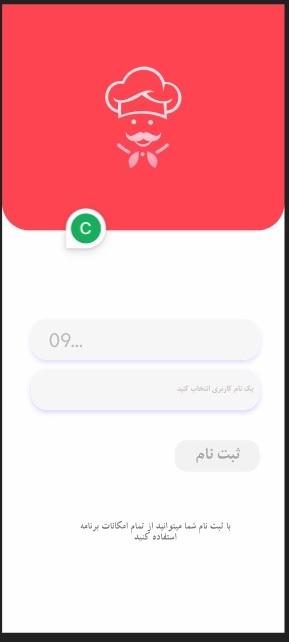 C
09...
یک نام کاربری انتخاب کنید
ثبت نام
با ثبت نام شما میتوانید از تمام امکانات برنامه
استفاده کنید